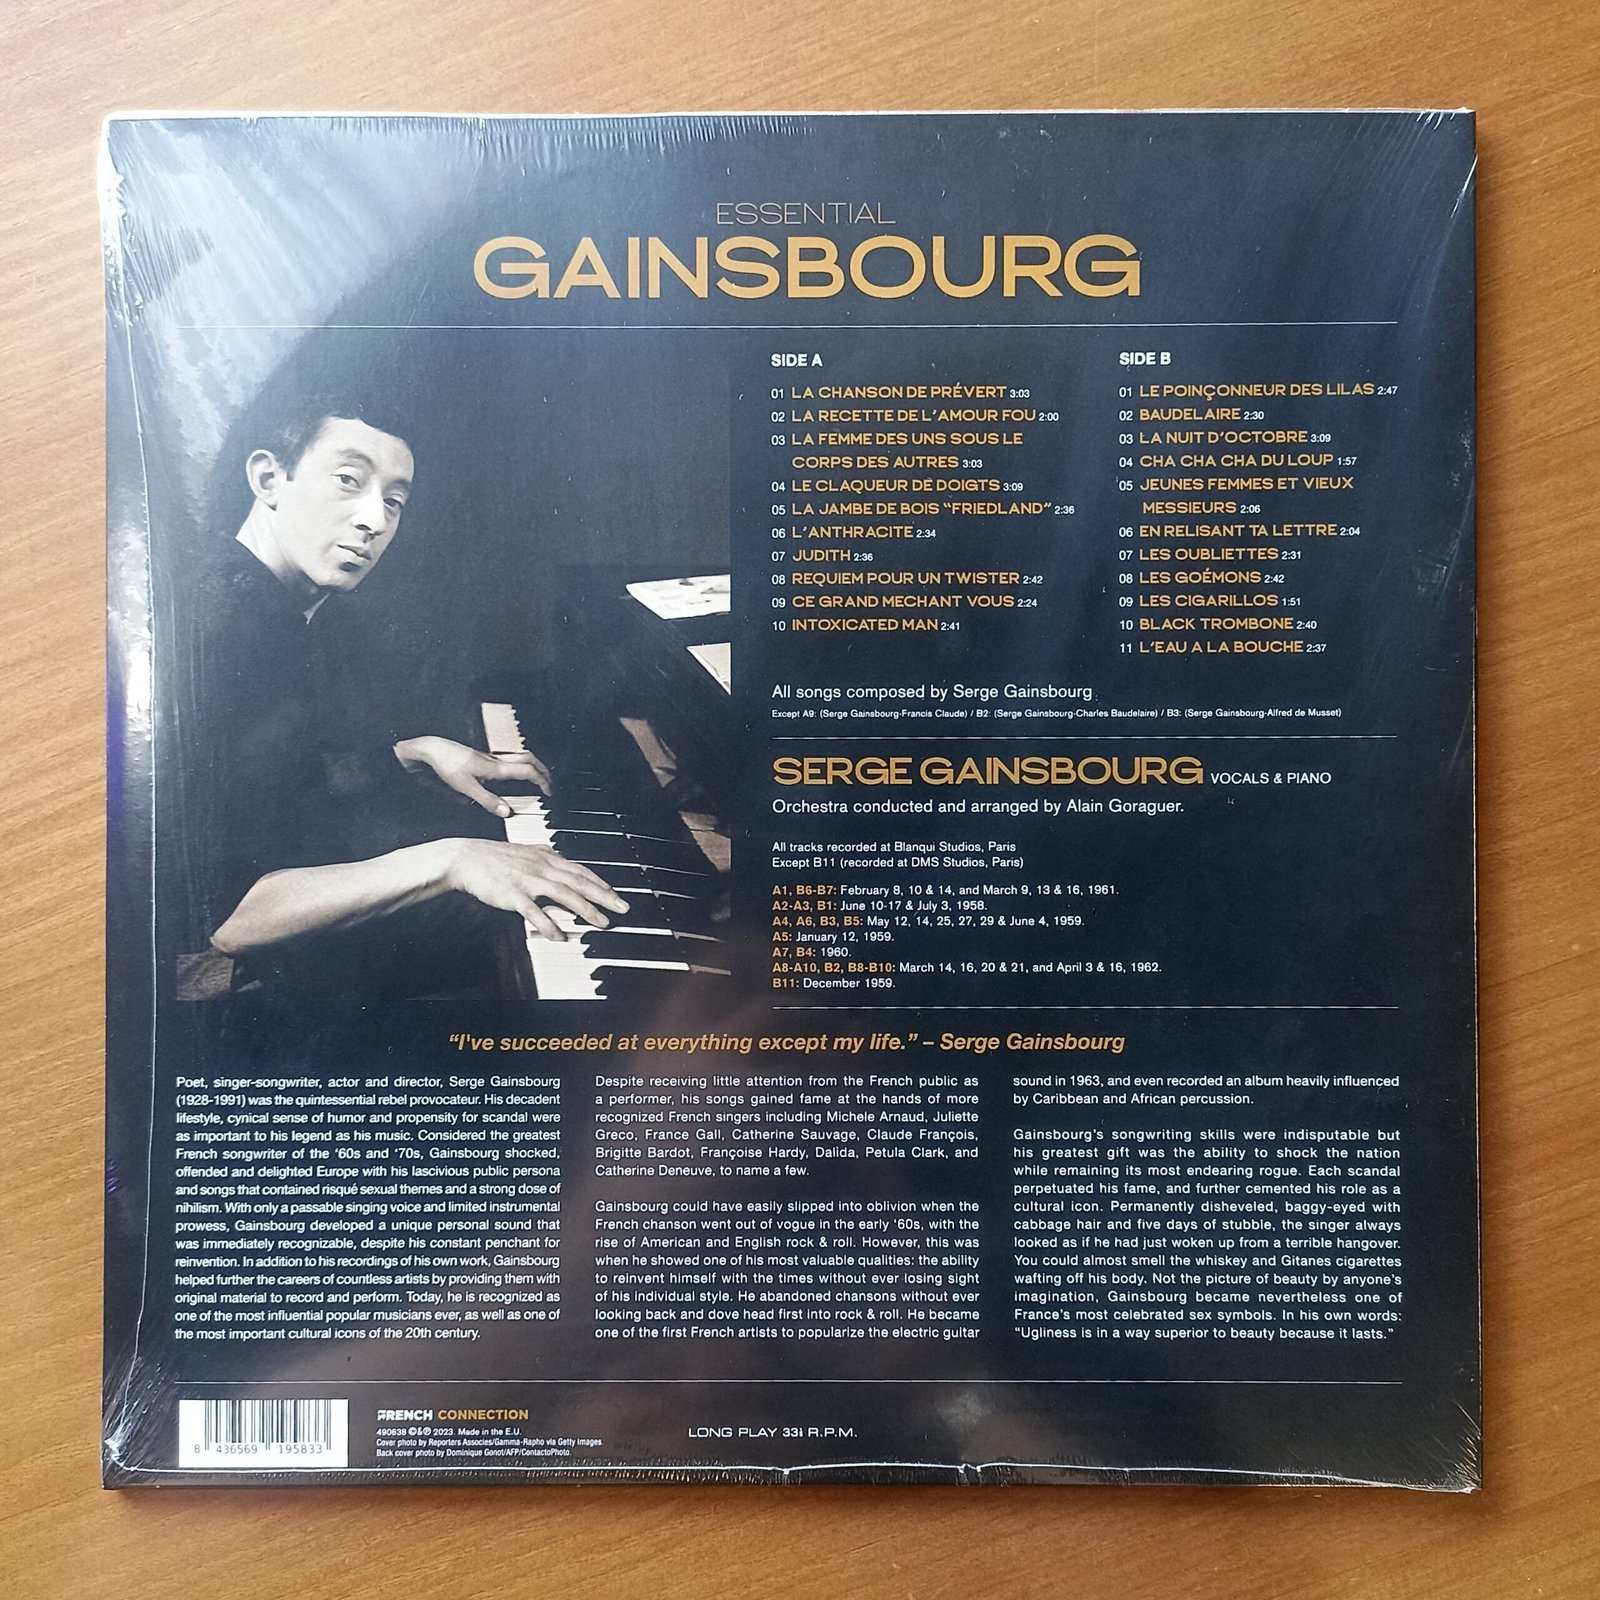 ESSENTIAL
GAINSBOURG
SIDE A
01 LA CHANSON DE PRÉVERT 3:03
02 LA RECETTE DE L'AMOUR FOU 2:00
03 LA FEMME DES UNS SOUS LE
CORPS DES AUTRES 3:03
04 LE CLAQUEUR DE DOIGTS 3:09
05 LA JAMBE DE BOIS "FRIEDLAND" 2:36
06 L'ANTHRACITE 2:34
07 JUDITH 2:36
08 REQUIEM POUR UN TWISTER 2:42
09 CE GRAND MECHANT VOUS 2:24
10 INTOXICATED MAN 2:41
SIDE B
01 LE POINÇONNEUR DES LILAS 2:47
02 BAUDELAIRE 2:30
03 LA NUIT D'OCTOBRE 3:09
04 CHA CHA CHA DU LOUP 1:57
05 JEUNES FEMMES ET VIEUX
MESSIEURS 2:06
06 EN RELISANT TA LETTRE 2:04
07 LES OUBLIETTES 2:31
08 LES GOÉMONS 2:42
09 LES CIGARILLOS 1:51
10 BLACK TROMBONE 2:40
11 L'EAU A LA BOUCHE 2:37
All songs composed by Serge Gainsbourg
Except A9: (Serge Gainsbourg-Francis Claude) / B2: (Serge Gainsbourg-Charles Baudelaire) / B3: (Serge Gainsbourg-Alfred de Musset)
SERGE GAINSBOURG VOCALS & PIANO
Orchestra conducted and arranged by Alain Goraguer.
All tracks recorded at Blanqui Studios, Paris
Except B11 (recorded at DMS Studios, Paris)
A1, B6-B7: February 8, 10 & 14, and March 9, 13 & 16, 1961.
A2-A3, B1: June 10-17 & July 3, 1958.
A4, A6, B3, B5: May 12, 14, 25, 27, 29 & June 4, 1959.
A5: January 12, 1959.
A7, B4: 1960.
A8-A10, B2, B8-B10: March 14, 16, 20 & 21, and April 3 & 16, 1962.
B11: December 1959.
"I've succeeded at everything except my life." – Serge Gainsbourg
Poet, singer-songwriter, actor and director, Serge Gainsbourg
(1928-1991) was the quintessential rebel provocateur. His decadent
lifestyle, cynical sense of humor and propensity for scandal were
as important to his legend as his music. Considered the greatest
French songwriter of the '60s and '70s, Gainsbourg shocked,
offended and delighted Europe with his lascivious public persona
and songs that contained risqué sexual themes and a strong dose of
nihilism. With only a passable singing voice and limited instrumental
prowess, Gainsbourg developed a unique personal sound that
was immediately recognizable, despite his constant penchant for
reinvention. In addition to his recordings of his own work, Gainsbourg
helped further the careers of countless artists by providing them with
original material to record and perform. Today, he is recognized as
one of the most influential popular musicians ever, as well as one of
the most important cultural icons of the 20th century.
Despite receiving little attention from the French public as
a performer, his songs gained fame at the hands of more
recognized French singers including Michele Arnaud, Juliette
Greco, France Gall, Catherine Sauvage, Claude François,
Brigitte Bardot, Françoise Hardy, Dalida, Petula Clark, and
Catherine Deneuve, to name a few.
Gainsbourg could have easily slipped into oblivion when the
French chanson went out of vogue in the early '60s, with the
rise of American and English rock & roll. However, this was
when he showed one of his most valuable qualities: the ability
to reinvent himself with the times without ever losing sight
of his individual style. He abandoned chansons without ever
looking back and dove head first into rock & roll. He became
one of the first French artists to popularize the electric guitar
sound in 1963, and even recorded an album heavily influenced
by Caribbean and African percussion.
Gainsbourg's songwriting skills were indisputable but
his greatest gift was the ability to shock the nation
while remaining its most endearing rogue. Each scandal
perpetuated his fame, and further cemented his role as a
cultural icon. Permanently disheveled, baggy-eyed with
cabbage hair and five days of stubble, the singer always
looked as if he had just woken up from a terrible hangover.
You could almost smell the whiskey and Gitanes cigarettes
wafting off his body. Not the picture of beauty by anyone's
imagination, Gainsbourg became nevertheless one of
France's most celebrated sex symbols. In his own words:
"Ugliness is in a way superior to beauty because it lasts."
8 436569 195833
FRENCH CONNECTION
490638 ©&℗ 2023. Made in the E.U.
Cover photo by Reporters Associes/Gamma-Rapho via Getty Images.
Back cover photo by Dominique Gonot/AFP/ContactoPhoto.
LONG PLAY 33⅓ R.P.M.